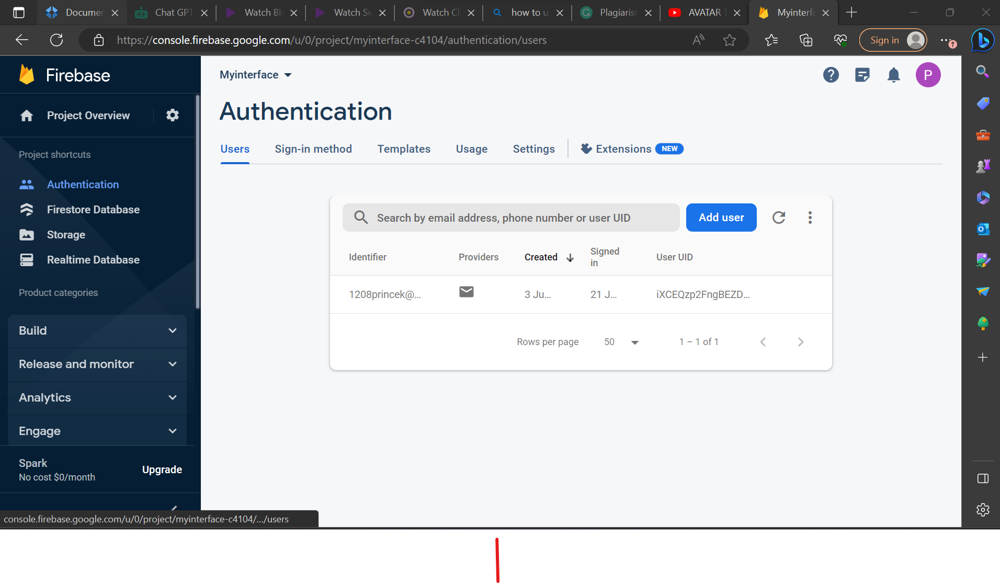 Documen
Chat GPT
Watch Bl
Watch Sw
Watch Cl
how to u
Plagiarism
AVATAR T
Myinterfa
https://console.firebase.google.com/u/0/project/myinterface-c4104/authentication/users
Sign in
Firebase
Project Overview
Project shortcuts
Authentication
Firestore Database
Storage
Realtime Database
Product categories
Build
Release and monitor
Analytics
Engage
Spark
No cost $0/month
Upgrade
console.firebase.google.com/u/0/project/myinterface-c4104/.../users
Myinterface
P
Authentication
Users Sign-in method Templates Usage Settings Extensions NEW
Search by email address, phone number or user UID
Add user
Identifier Providers Created Signed in User UID
1208princek@... 3 Ju... 21 J... iXCEQzp2FngBEZD...
Rows per page 50 1 – 1 of 1